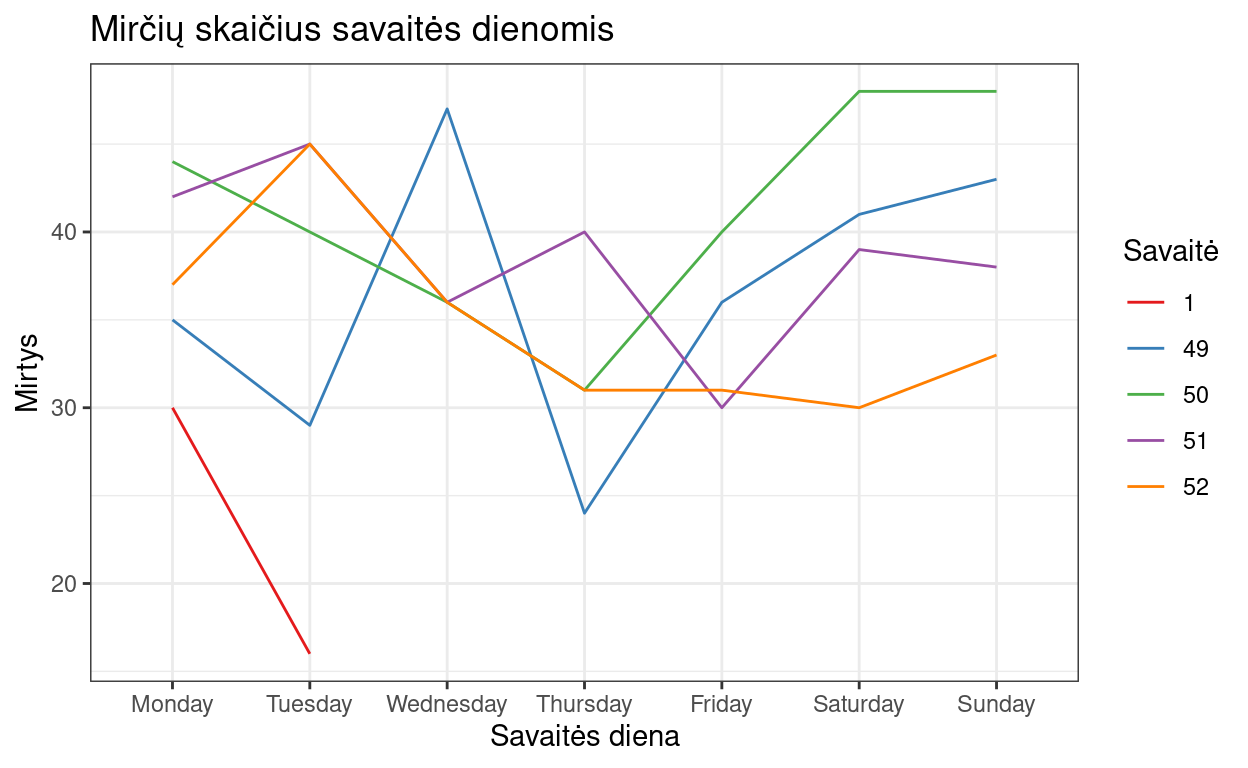 Mirčių skaičius savaitės dienomis
Mirtys
40
30
20
Monday Tuesday Wednesday Thursday Friday Saturday Sunday
Savaitės diena
Savaitė
1
49
50
51
52